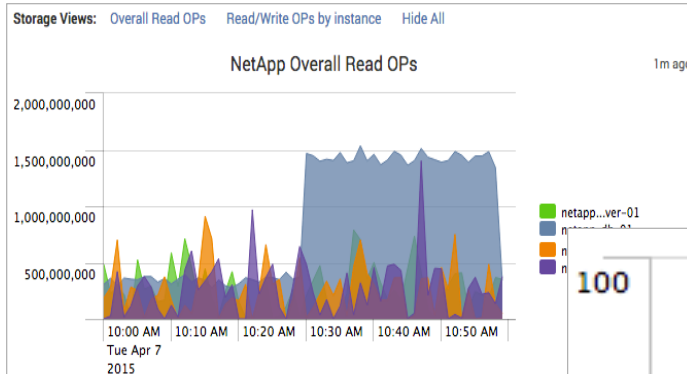 Storage Views: Overall Read OPs Read/Write OPs by instance Hide All
NetApp Overall Read OPs
1m ago
2,000,000,000
1,500,000,000
1,000,000,000
500,000,000
netapp...ver-01
10:00 AM 10:10 AM 10:20 AM 10:30 AM 10:40 AM 10:50 AM
Tue Apr 7
2015
100